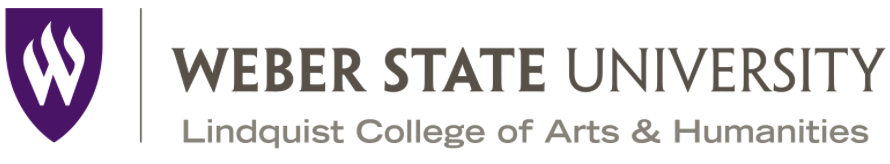 W
WEBER STATE UNIVERSITY
Lindquist College of Arts & Humanities